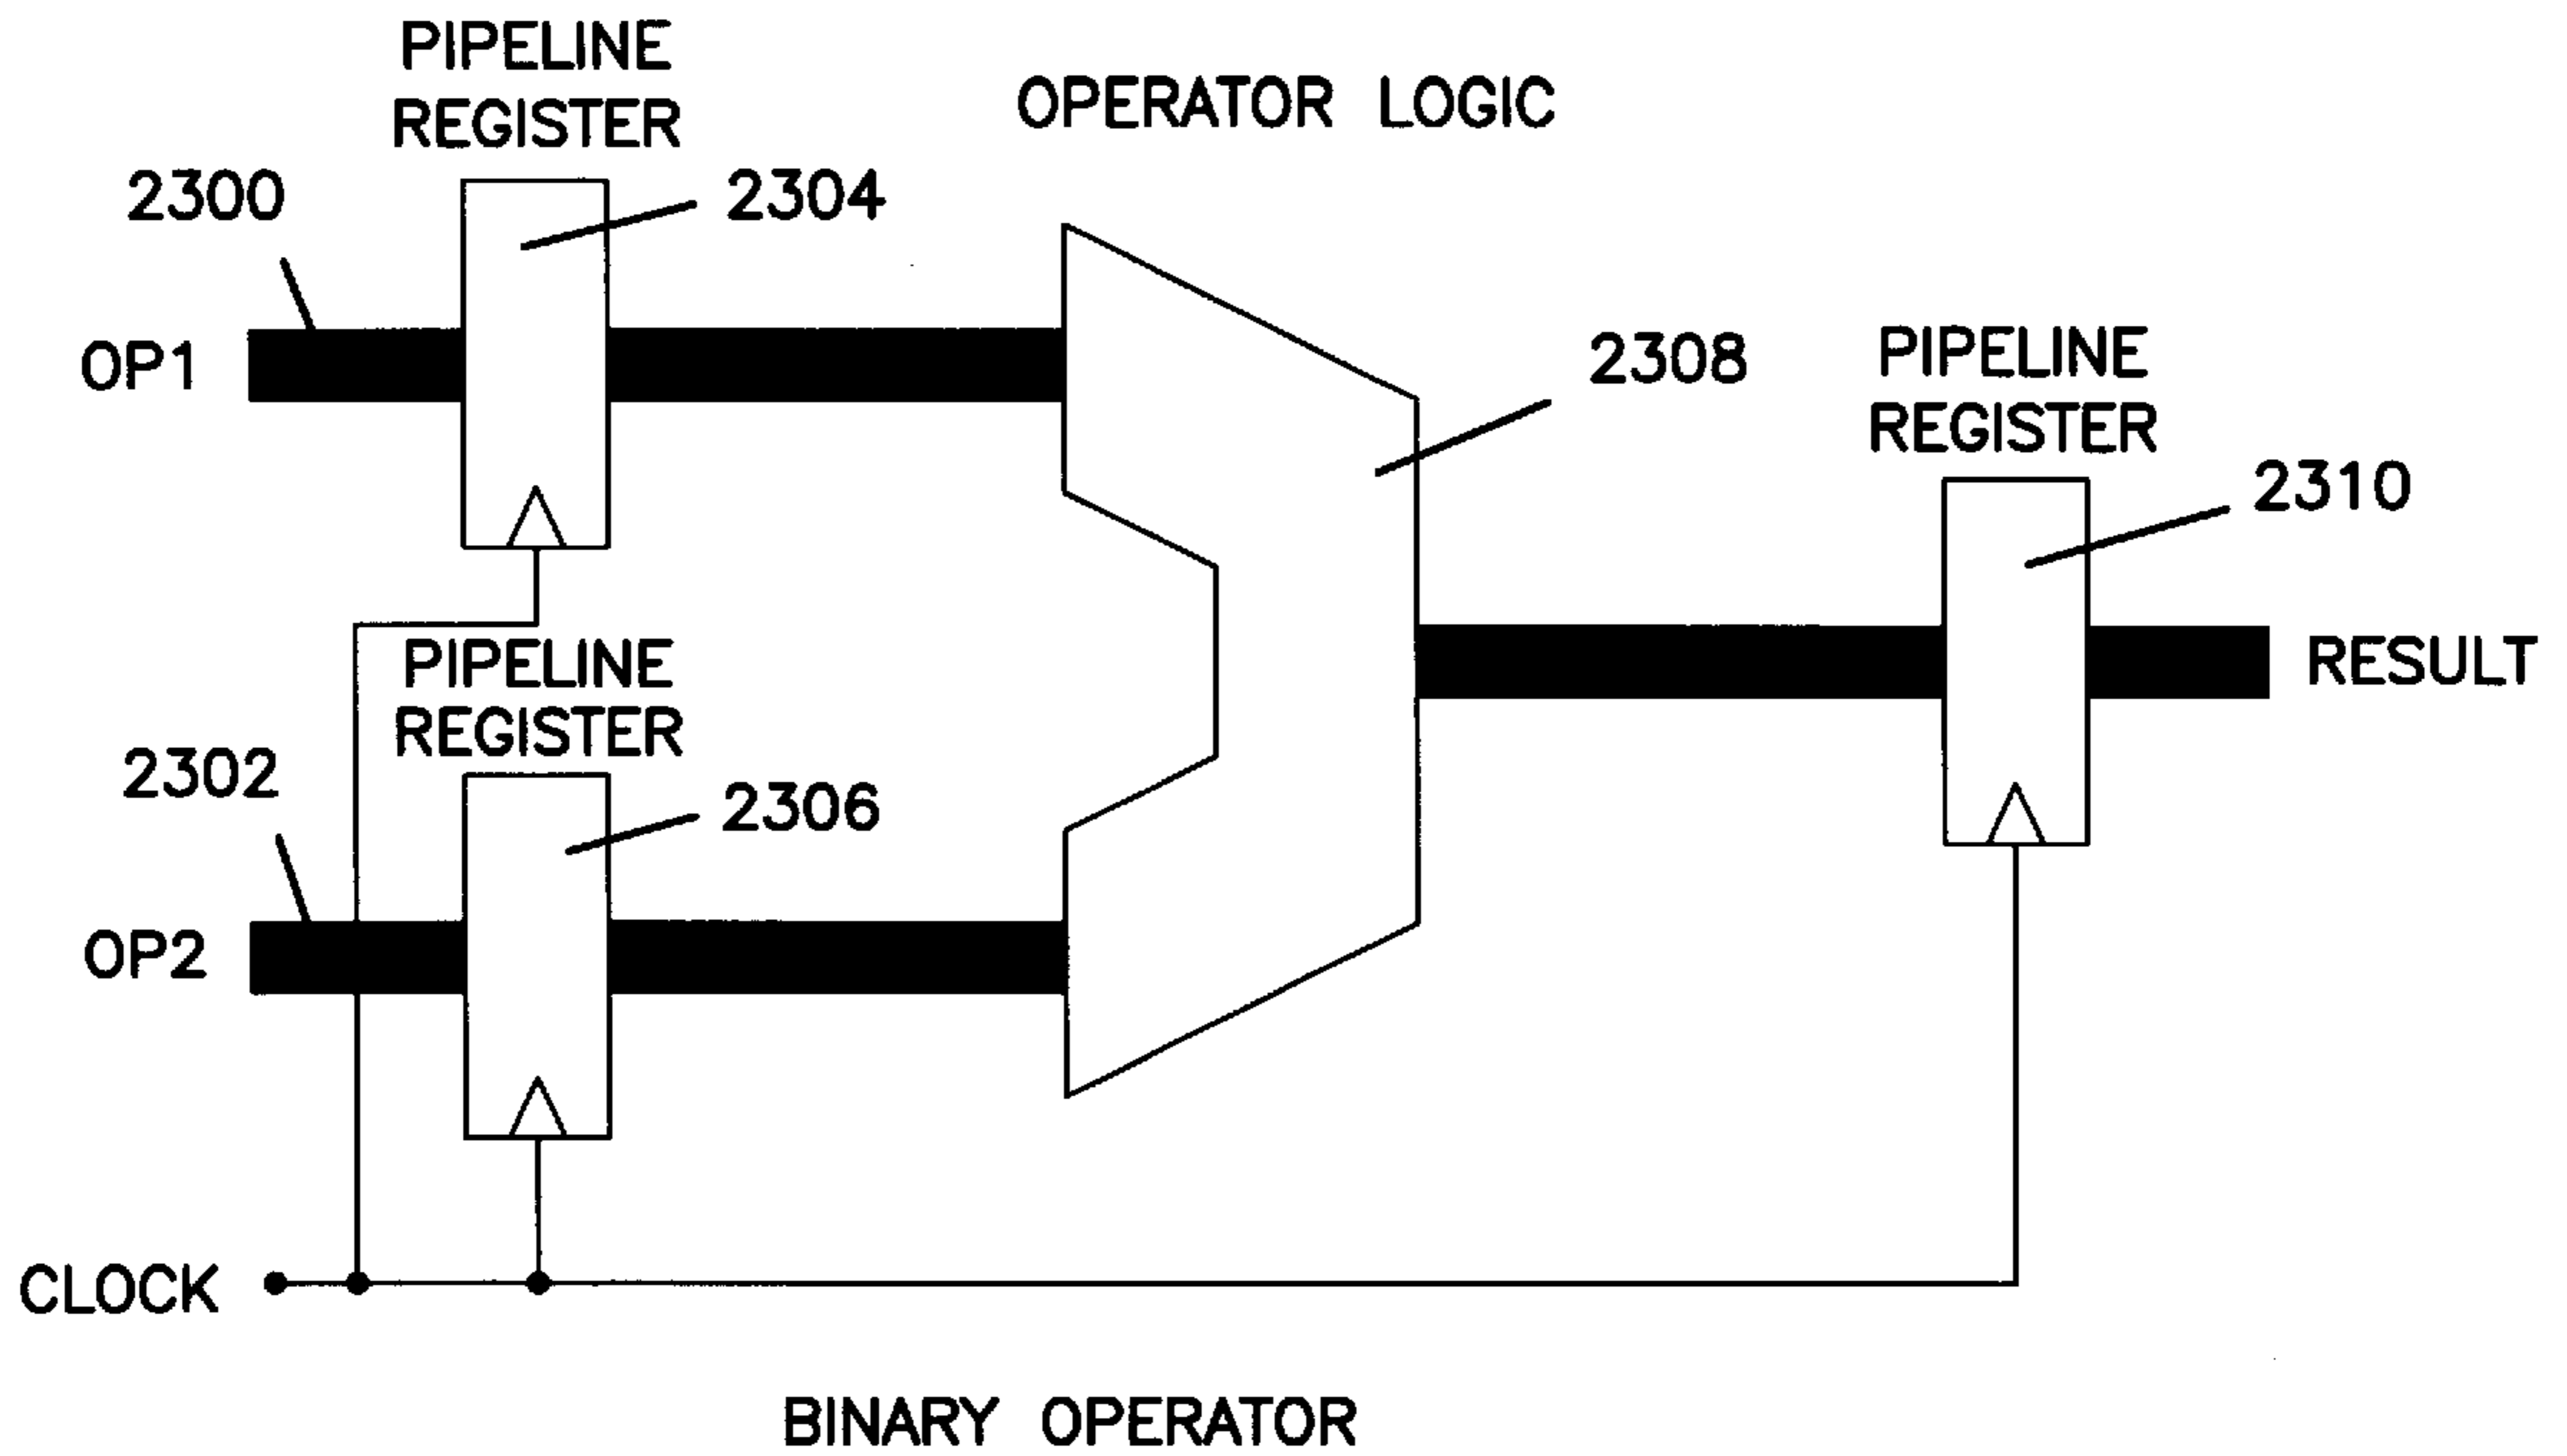 PIPELINE
REGISTER
OPERATOR LOGIC
2300
2304
OP1
2308
PIPELINE
REGISTER
2310
PIPELINE
REGISTER
RESULT
2302
2306
OP2
CLOCK
BINARY OPERATOR